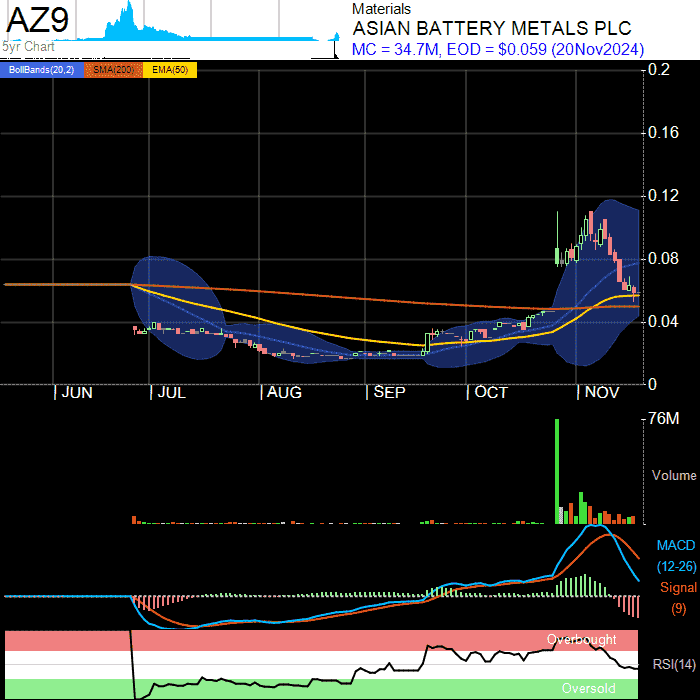 AZ9
5yr Chart
Materials
ASIAN BATTERY METALS PLC
MC = 34.7M, EOD = $0.059 (20Nov2024)
BollBands(20,2) SMA(200) EMA(50)
0.2
0.16
0.12
0.08
0.04
0
JUN JUL AUG SEP OCT NOV
76M
Volume
MACD
(12-26)
Signal
(9)
Overbought
RSI(14)
Oversold